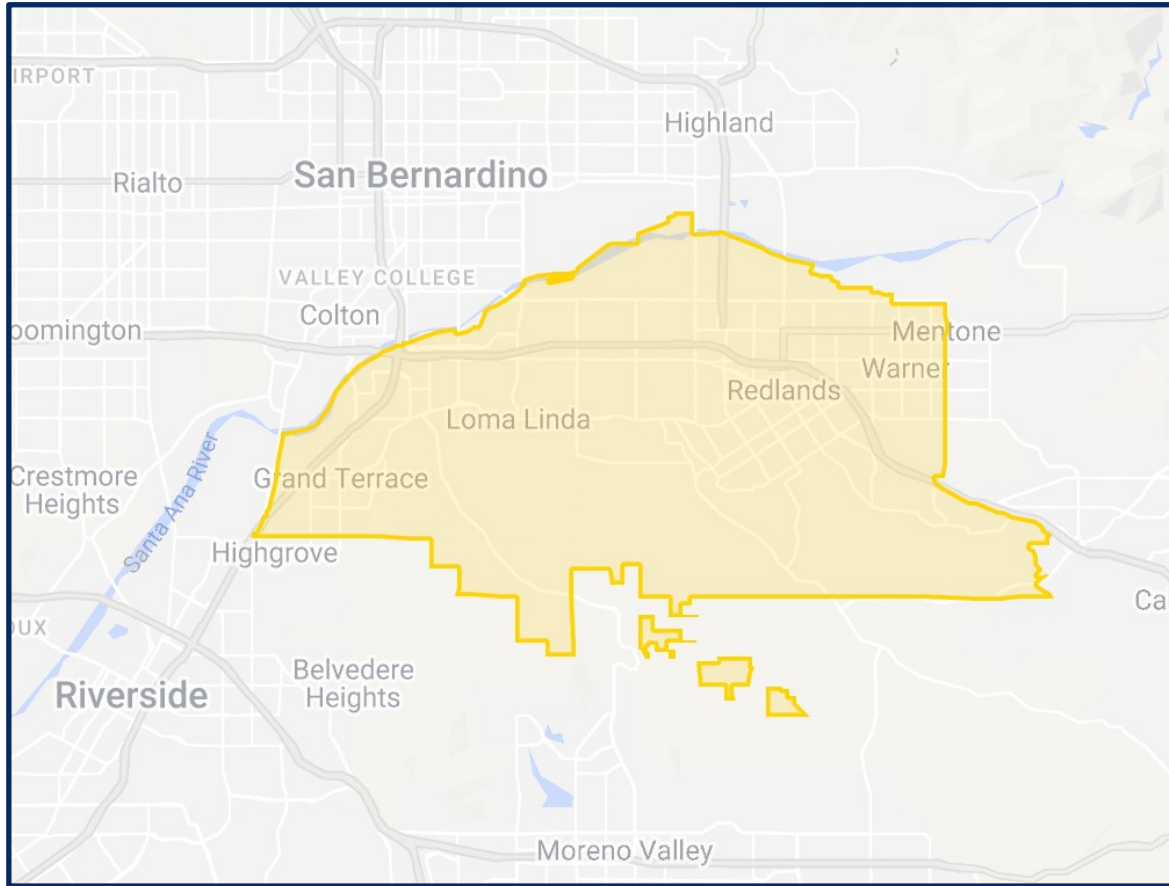 IRPORT
Highland
Rialto
San Bernardino
VALLEY COLLEGE
Colton
oomington
Mentone
Warner
Redlands
Loma Linda
Crestmore
Heights
Grand Terrace
Santa Ana River
Highgrove
Ca
OUX
Belvedere
Heights
Riverside
Moreno Valley